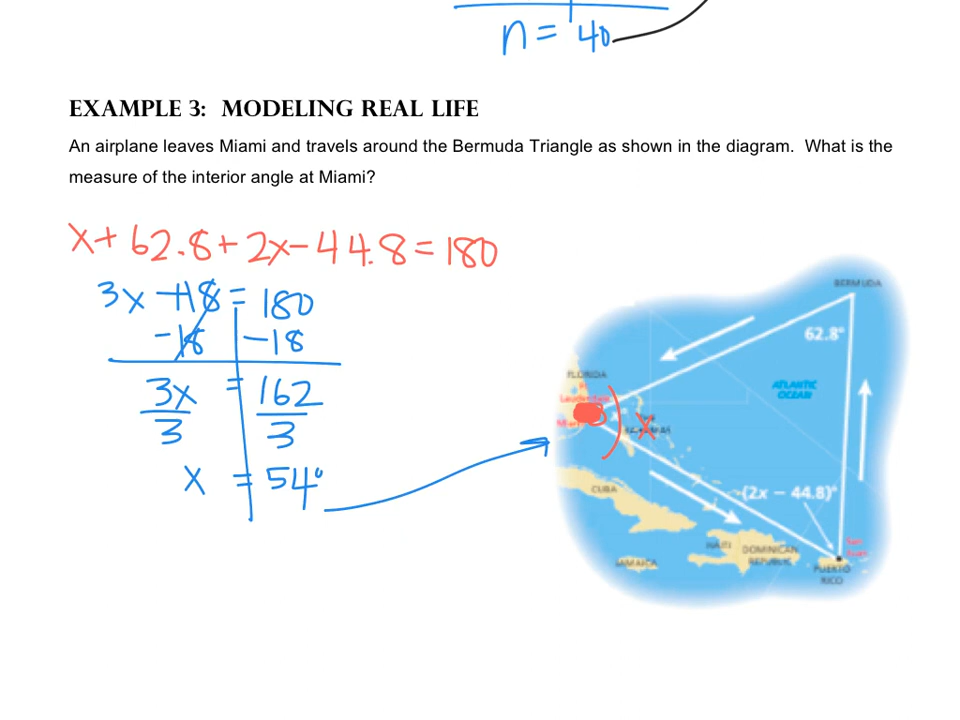 n = 40
EXAMPLE 3: MODELING REAL LIFE
An airplane leaves Miami and travels around the Bermuda Triangle as shown in the diagram. What is the
measure of the interior angle at Miami?
x + 62.8 + 2x - 44.8 = 180
3x + 18 = 180
-18 -18
3x = 162
3 3
x = 54°
BERMUDA
62.8°
FLORIDA
ATLANTIC
OCEAN
x
CUBA
(2x − 44.8)°
HAITI
DOMINICAN
REPUBLIC
San
Juan
JAMAICA
PUERTO
RICO